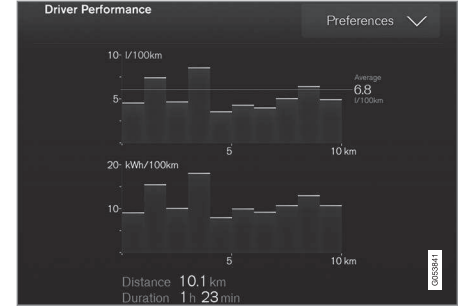 Driver Performance
Preferences
10 l/100km
Average
6.8
l/100km
5
5
10 km
20 kWh/100km
10
5
10 km
Distance 10.1 km
Duration 1 h 23 min
G053841